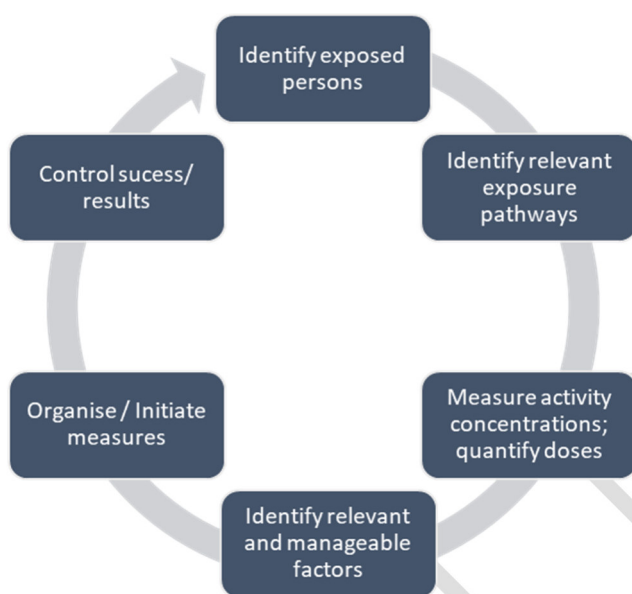 Identify exposed
persons
Identify relevant
exposure
pathways
Measure activity
concentrations;
quantify doses
Identify relevant
and manageable
factors
Organise / Initiate
measures
Control sucess/
results